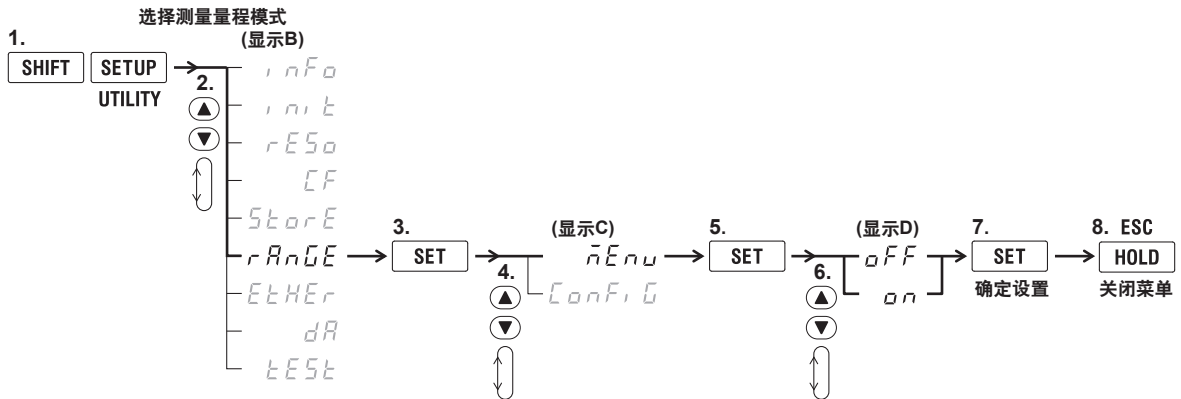 选择测量量程模式
(显示B)
1.
SHIFT SETUP
UTILITY
2.
inFo
init
rESo
CF
StorE
rAnGE
EtHEr
dA
tESt
3.
SET
4.
(显示C)
mEnu
ConFiG
5.
SET
6.
(显示D)
oFF
on
7.
SET
确定设置
8. ESC
HOLD
关闭菜单